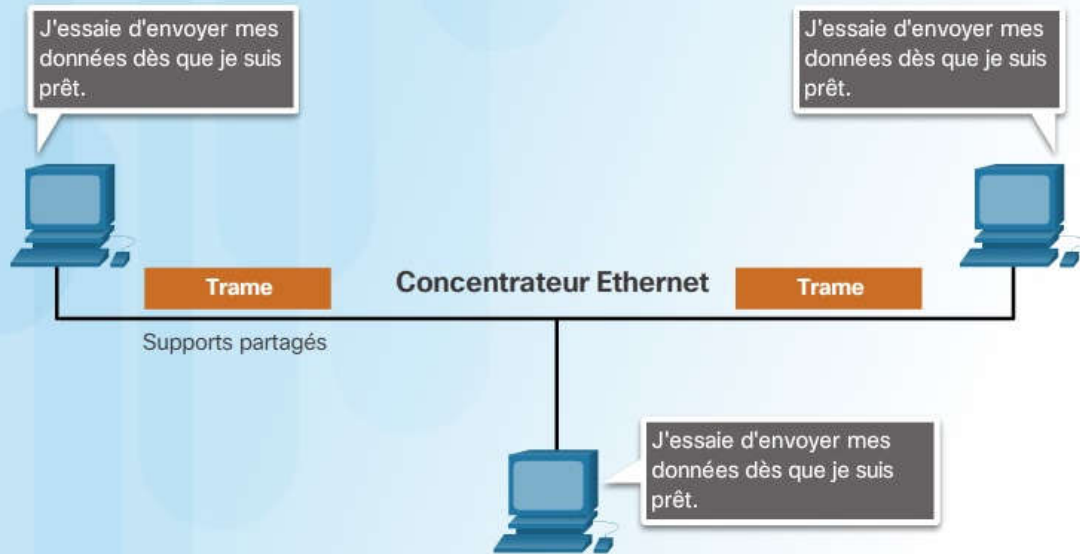 J'essaie d'envoyer mes
données dès que je suis
prêt.
J'essaie d'envoyer mes
données dès que je suis
prêt.
Trame
Concentrateur Ethernet
Trame
Supports partagés
J'essaie d'envoyer mes
données dès que je suis
prêt.